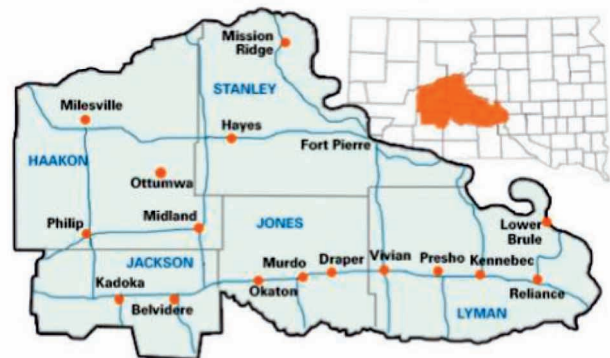 Mission
Ridge
STANLEY
Milesville
Hayes
Fort Pierre
HAAKON
Ottumwa
Philip
Midland
JONES
Lower
Brule
JACKSON
Kadoka
Belvidere
Murdo
Okaton
Draper
Vivian
Presho
Kennebec
Reliance
LYMAN